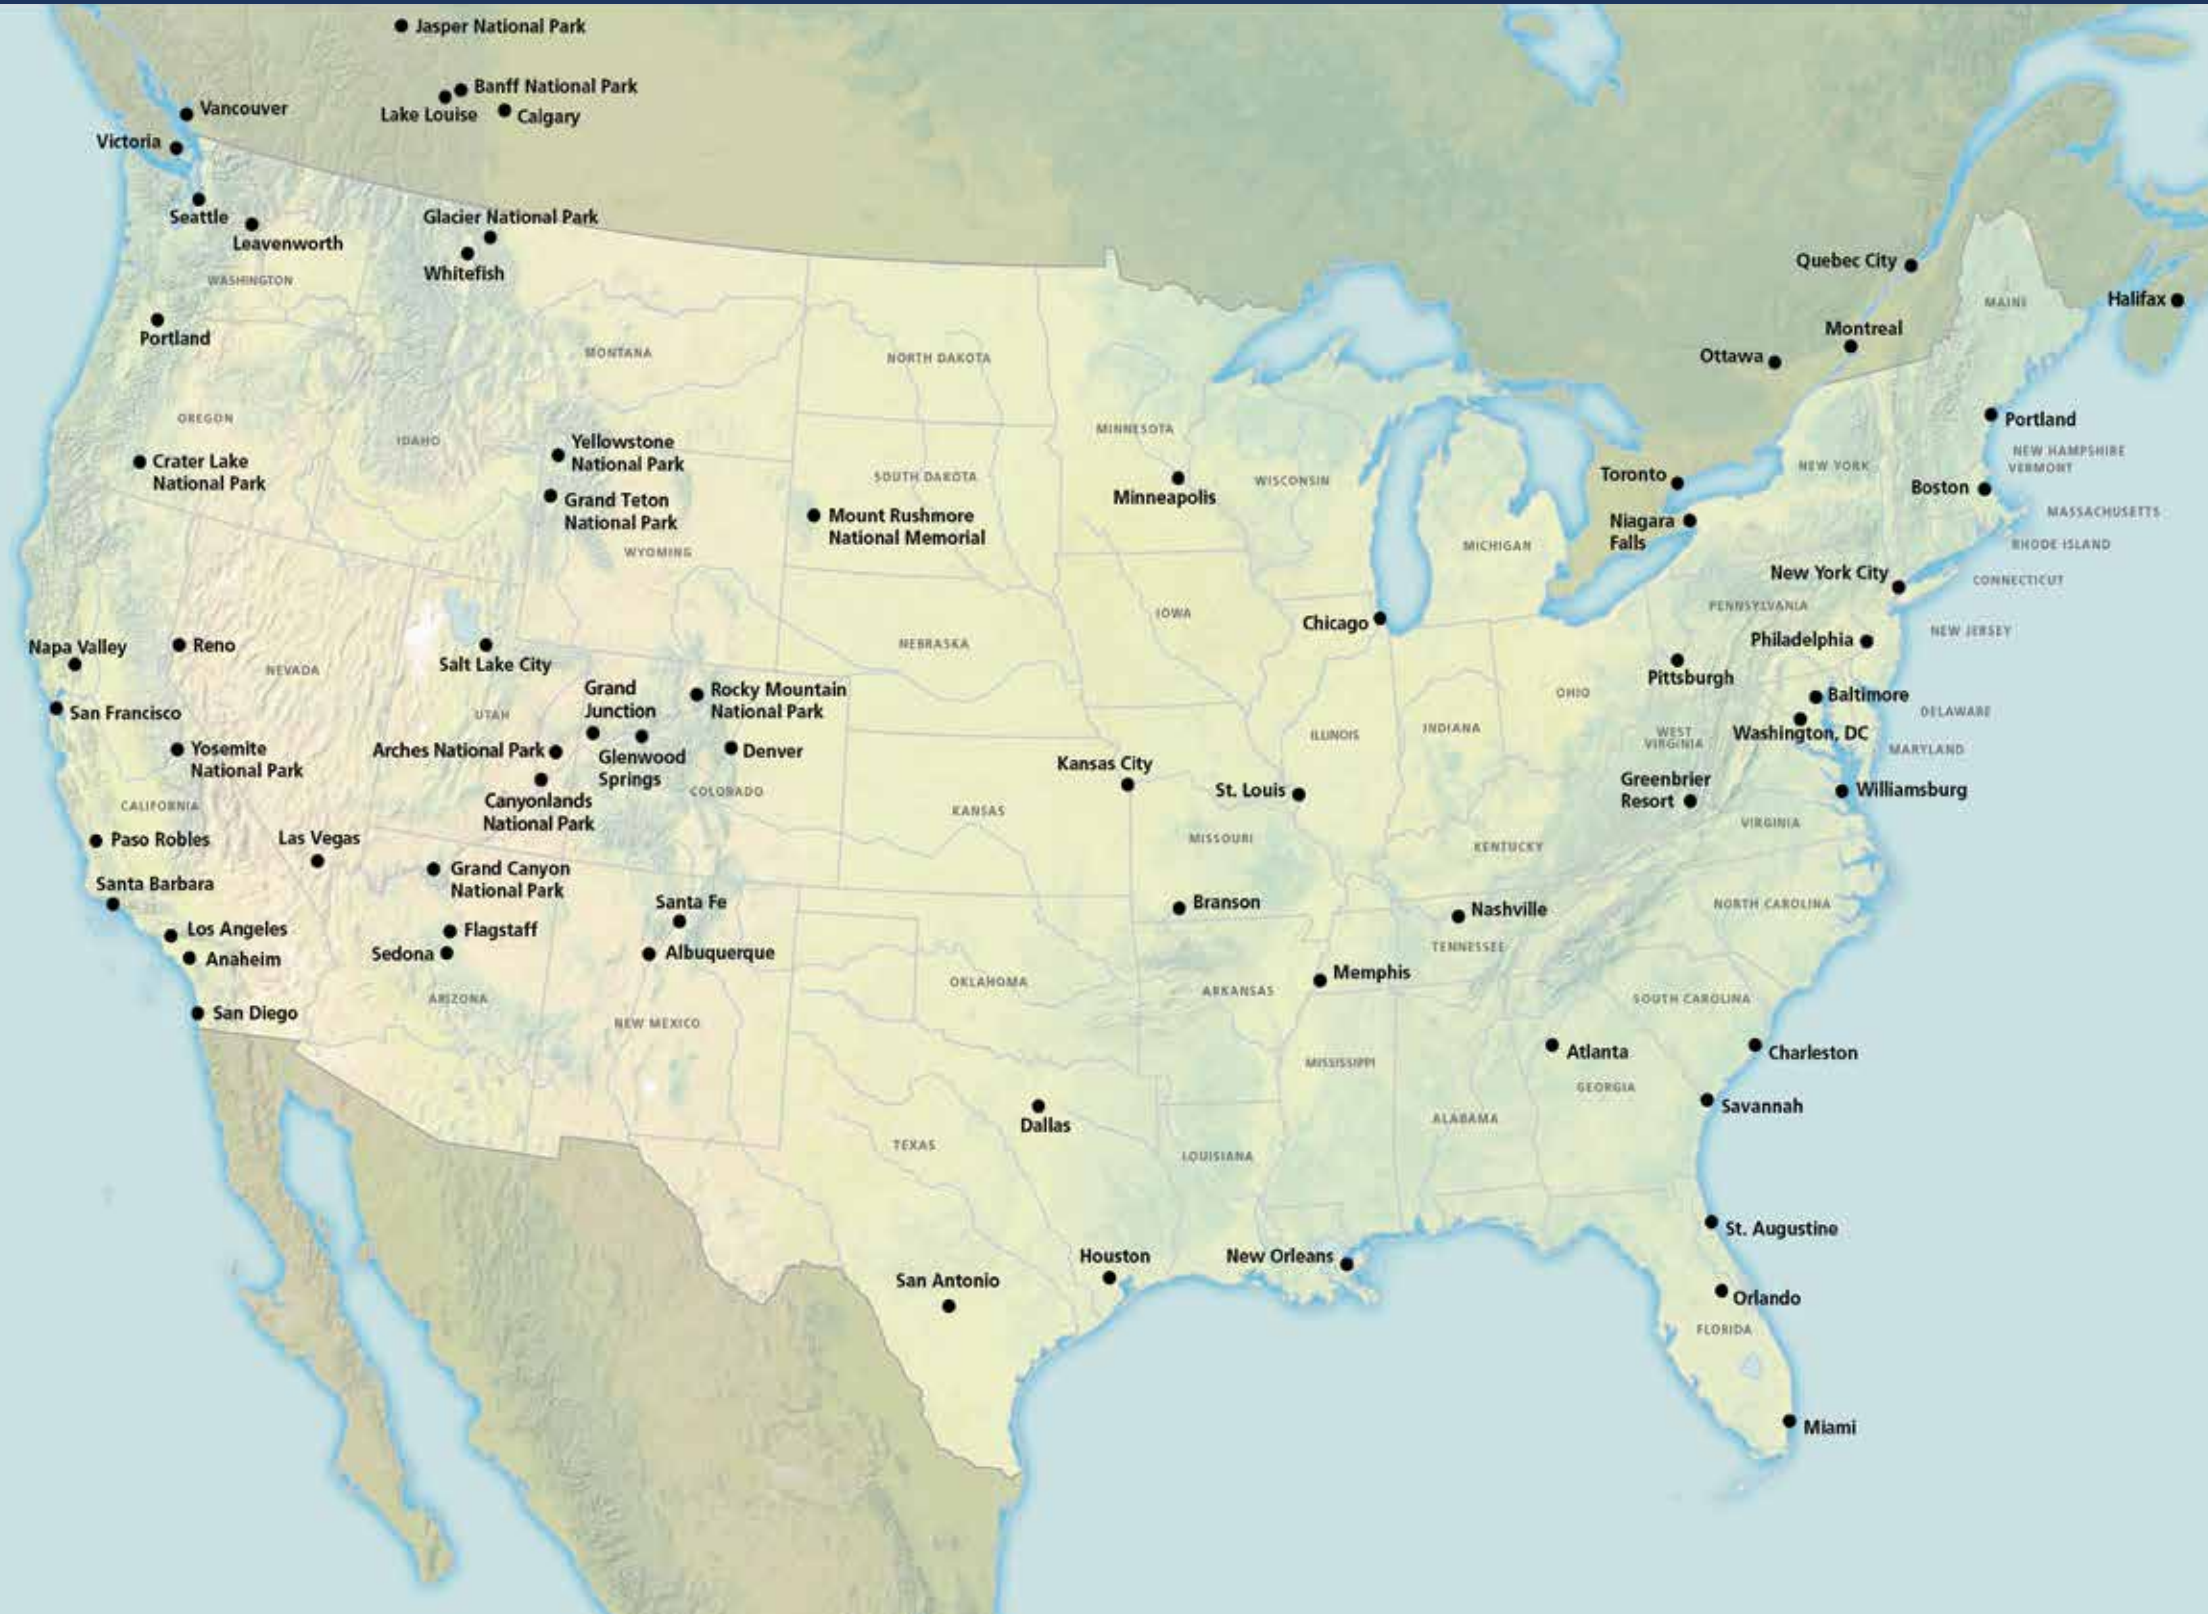 Jasper National Park
Banff National Park
Lake Louise
Calgary
Vancouver
Victoria
Seattle
Leavenworth
WASHINGTON
Glacier National Park
Whitefish
Portland
MONTANA
NORTH DAKOTA
Quebec City
MAINE
Halifax
Montreal
Ottawa
OREGON
IDAHO
Crater Lake
National Park
Yellowstone
National Park
Grand Teton
National Park
WYOMING
SOUTH DAKOTA
Mount Rushmore
National Memorial
MINNESOTA
Minneapolis
WISCONSIN
MICHIGAN
Toronto
Niagara
Falls
NEW YORK
Portland
NEW HAMPSHIRE
VERMONT
Boston
MASSACHUSETTS
RHODE ISLAND
CONNECTICUT
New York City
PENNSYLVANIA
NEW JERSEY
Philadelphia
Pittsburgh
Baltimore
DELAWARE
Washington, DC
MARYLAND
Napa Valley
Reno
NEVADA
Salt Lake City
San Francisco
UTAH
Yosemite
National Park
CALIFORNIA
Grand
Junction
Rocky Mountain
National Park
Arches National Park
Glenwood
Springs
Denver
COLORADO
Canyonlands
National Park
NEBRASKA
IOWA
Chicago
ILLINOIS
INDIANA
OHIO
WEST
VIRGINIA
Greenbrier
Resort
Williamsburg
VIRGINIA
Kansas City
St. Louis
KANSAS
MISSOURI
KENTUCKY
Paso Robles
Las Vegas
Santa Barbara
Grand Canyon
National Park
Los Angeles
Anaheim
Flagstaff
Sedona
ARIZONA
San Diego
Santa Fe
Albuquerque
NEW MEXICO
OKLAHOMA
Branson
ARKANSAS
Nashville
TENNESSEE
Memphis
NORTH CAROLINA
SOUTH CAROLINA
Atlanta
Charleston
GEORGIA
Savannah
MISSISSIPPI
ALABAMA
Dallas
TEXAS
LOUISIANA
Houston
New Orleans
San Antonio
St. Augustine
Orlando
FLORIDA
Miami